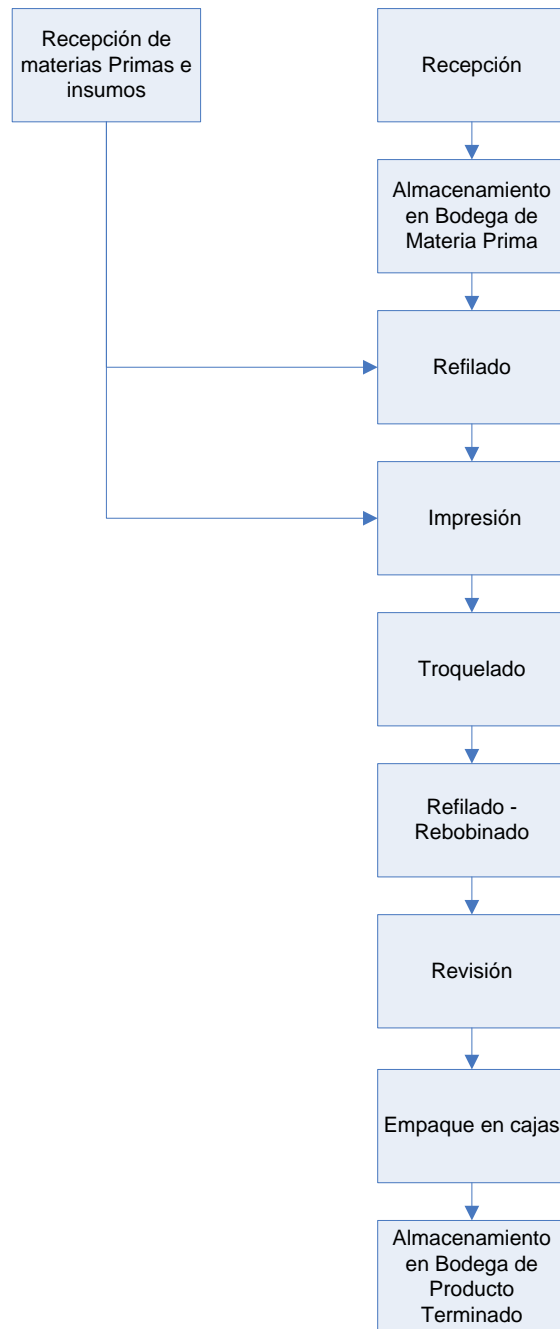 Recepción de
materias Primas e
insumos
Recepción
Almacenamiento
en Bodega de
Materia Prima
Refilado
Impresión
Troquelado
Refilado -
Rebobinado
Revisión
Empaque en cajas
Almacenamiento
en Bodega de
Producto
Terminado